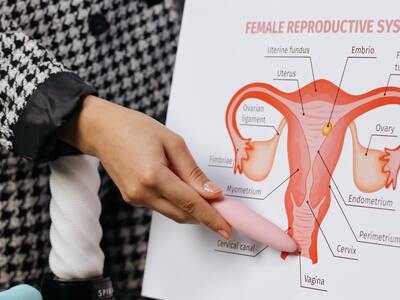 FEMALE REPRODUCTIVE SYS
Uterine fundus
Embrio
Uterus
Ovarian
ligament
Ovary
Fimbriae
Myometrium
Endometrium
Cervical canal
Perimetrium
Cervix
Vagina